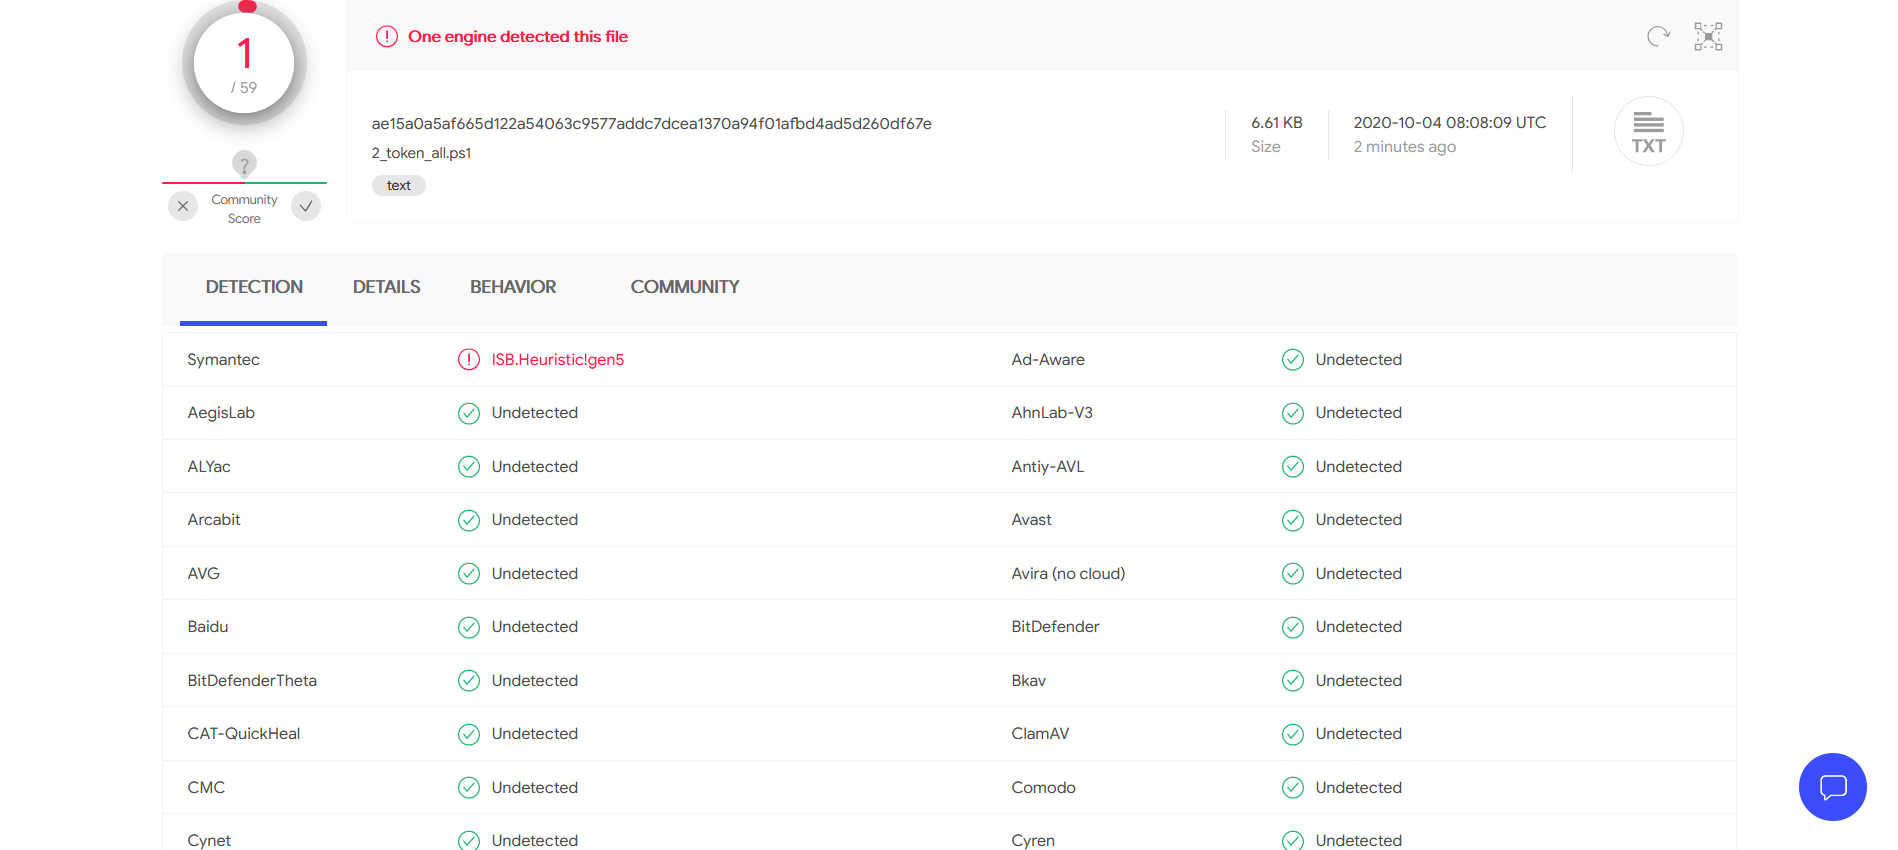 1
/ 59
?
Community
Score
One engine detected this file
ae15a0a5af665d122a54063c9577addc7dcea1370a94f01afbd4ad5d260df67e
2_token_all.ps1
text
6.61 KB
Size
2020-10-04 08:08:09 UTC
2 minutes ago
TXT
DETECTION DETAILS BEHAVIOR COMMUNITY
Symantec ISB.Heuristic!gen5 Ad-Aware Undetected
AegisLab Undetected AhnLab-V3 Undetected
ALYac Undetected Antiy-AVL Undetected
Arcabit Undetected Avast Undetected
AVG Undetected Avira (no cloud) Undetected
Baidu Undetected BitDefender Undetected
BitDefenderTheta Undetected Bkav Undetected
CAT-QuickHeal Undetected ClamAV Undetected
CMC Undetected Comodo Undetected
Cynet Undetected Cyren Undetected